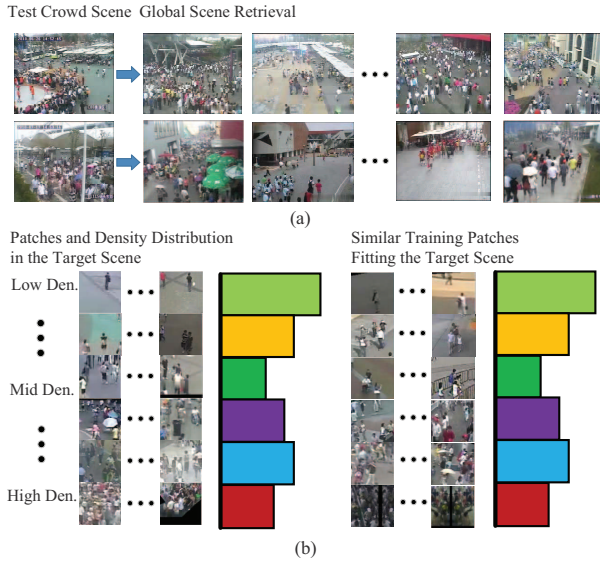 Test Crowd Scene Global Scene Retrieval
(a)
Patches and Density Distribution
in the Target Scene
Similar Training Patches
Fitting the Target Scene
Low Den.
Mid Den.
High Den.
(b)